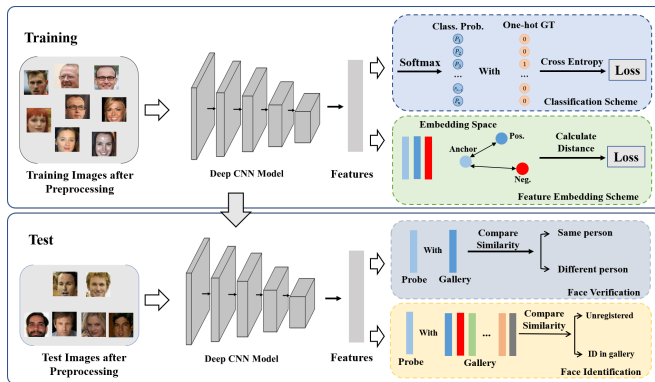 Training
Training Images after
Preprocessing
Deep CNN Model
Features
Class. Prob.
One-hot GT
P1
0
P2
0
P3
1
...
...
0
Pn
0
Softmax
With
Cross Entropy
Loss
Classification Scheme
Embedding Space
Pos.
Anchor
Neg.
Calculate
Distance
Loss
Feature Embedding Scheme
Test
Test Images after
Preprocessing
Deep CNN Model
Features
With
Probe
Gallery
Compare
Similarity
Same person
Different person
Face Verification
With
...
Probe
Gallery
Compare
Similarity
Unregistered
ID in gallery
Face Identification